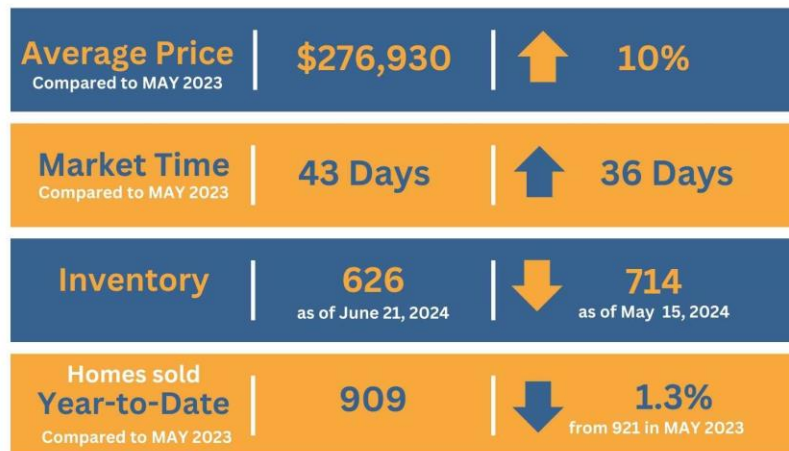 Average Price
Compared to MAY 2023
$276,930
10%
Market Time
Compared to MAY 2023
43 Days
36 Days
Inventory
626
as of June 21, 2024
714
as of May 15, 2024
Homes sold
Year-to-Date
Compared to MAY 2023
909
1.3%
from 921 in MAY 2023